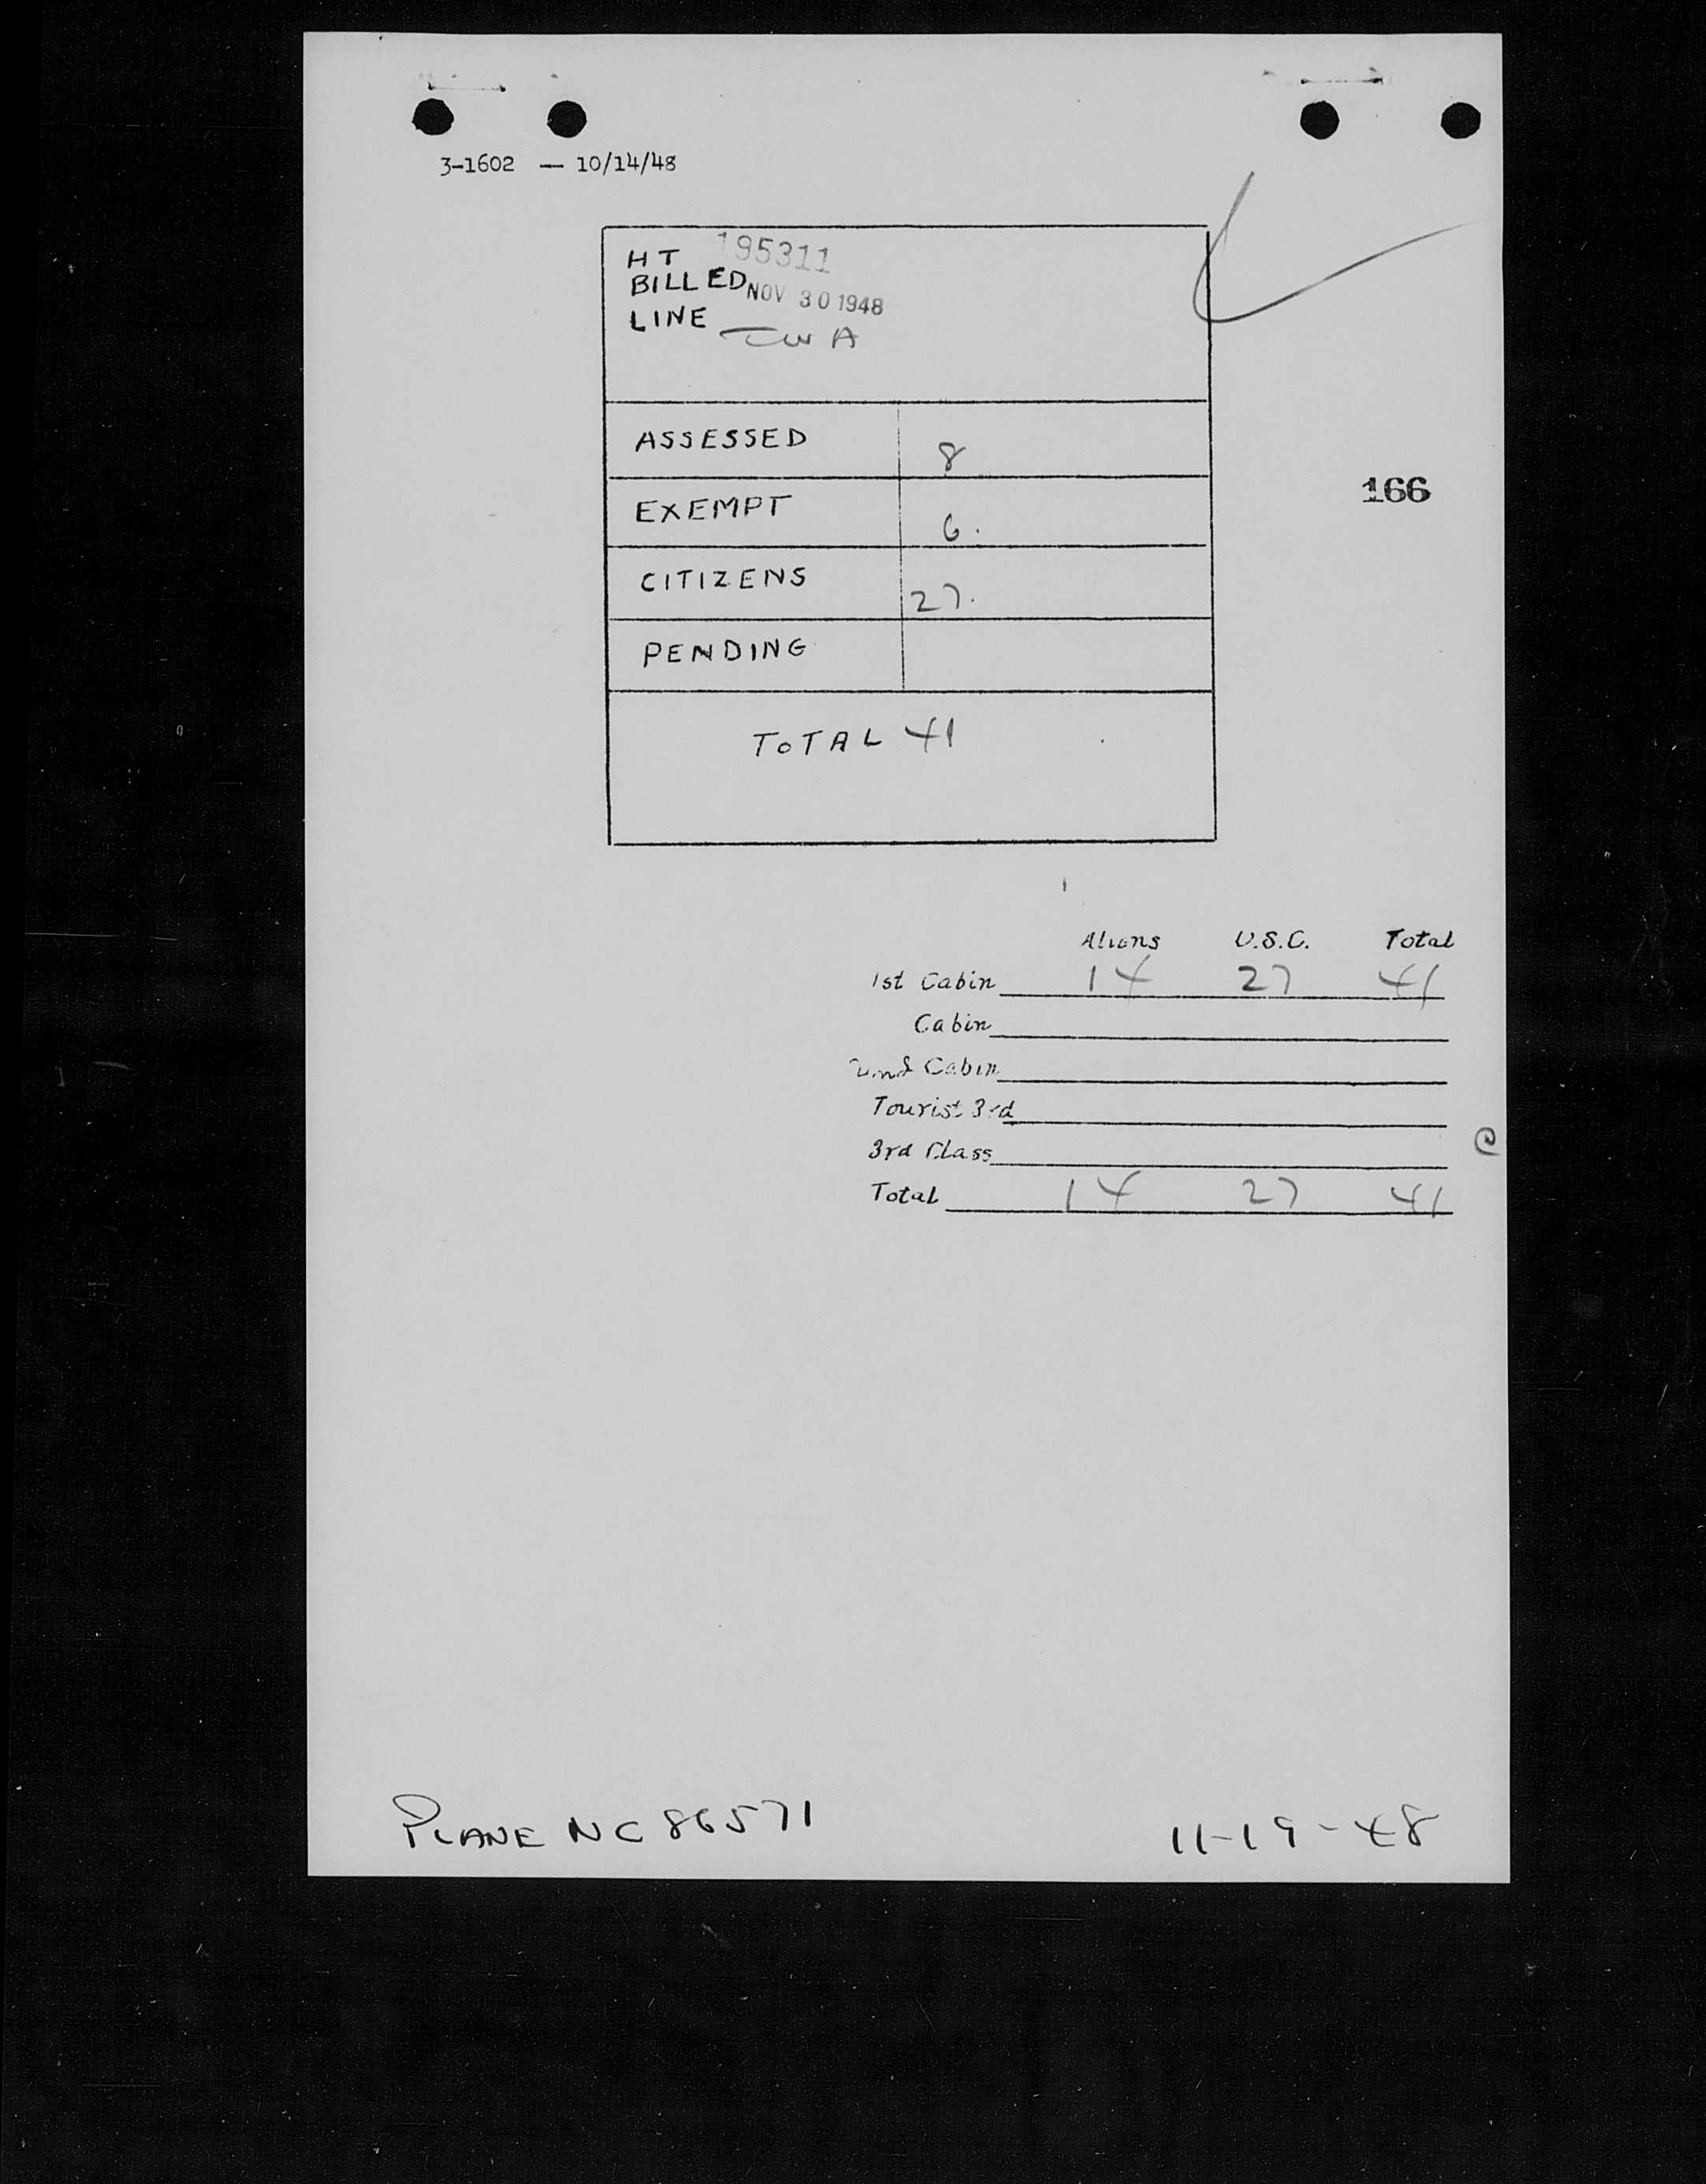 3-1602 — 10/14/48
HT 195311
BILLED NOV 30 1948
LINE TWA
ASSESSED 8
166
EXEMPT 6.
CITIZENS 27.
PENDING
TOTAL 41
Aliens U.S.C. Total
1st Cabin 14 27 41
Cabin
Cabin
Tourist 3rd
3rd Class
Total 14 27 41
PLANE NC 86571 11-19-48